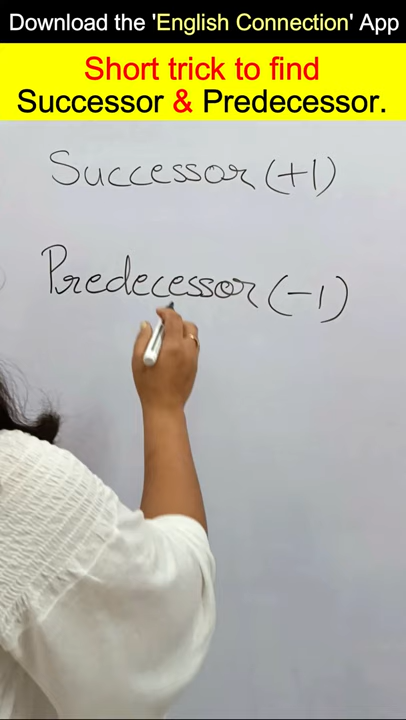 Download the 'English Connection' App
Short trick to find
Successor & Predecessor.
Successor (+1)
Predecessor (-1)